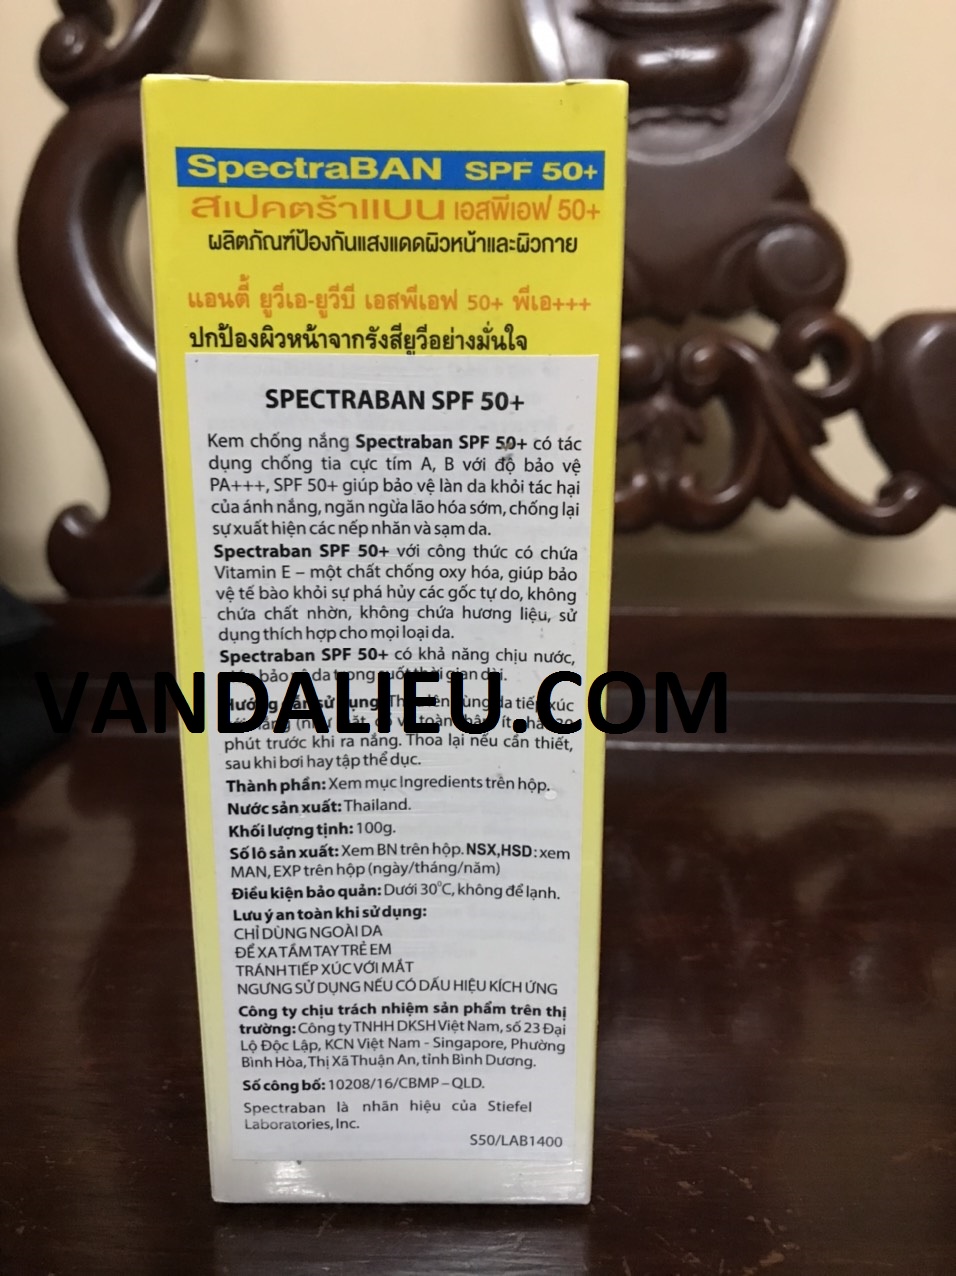 SpectraBAN SPF 50+
สเปคตร้าแบน เอสพีเอฟ 50+
ผลิตภัณฑ์ป้องกันแสงแดดผิวหน้าและผิวกาย
แอนตี้ ยูวีเอ-ยูวีบี เอสพีเอฟ 50+ พีเอ+++
ปกป้องผิวหน้าจากรังสียูวีอย่างมั่นใจ
SPECTRABAN SPF 50+
Kem chống nắng Spectraban SPF 50+ có tác
dụng chống tia cực tím A, B với độ bảo vệ
PA+++, SPF 50+ giúp bảo vệ làn da khỏi tác hại
của ánh nắng, ngăn ngừa lão hóa sớm, chống lại
sự xuất hiện các nếp nhăn và sạm da.
Spectraban SPF 50+ với công thức có chứa
Vitamin E – một chất chống oxy hóa, giúp bảo
vệ tế bào khỏi sự phá hủy các gốc tự do, không
chứa chất nhờn, không chứa hương liệu, sử
dụng thích hợp cho mọi loại da.
Spectraban SPF 50+ có khả năng chịu nước,
bảo da trong thời gian dài.
VANDALIEU.COM
Hướng sử dụng da tiếp xúc
phút trước khi ra nắng. Thoa lại nếu cần thiết,
sau khi bơi hay tập thể dục.
Thành phần: Xem mục Ingredients trên hộp.
Nước sản xuất: Thailand.
Khối lượng tịnh: 100g.
Số lô sản xuất: Xem BN trên hộp. NSX,HSD: xem
MAN, EXP trên hộp (ngày/tháng/năm)
Điều kiện bảo quản: Dưới 30°C, không để lạnh.
Lưu ý an toàn khi sử dụng:
CHỈ DÙNG NGOÀI DA
ĐỂ XA TẦM TAY TRẺ EM
TRÁNH TIẾP XÚC VỚI MẮT
NGƯNG SỬ DỤNG NẾU CÓ DẤU HIỆU KÍCH ỨNG
Công ty chịu trách nhiệm sản phẩm trên thị
trường: Công ty TNHH DKSH Việt Nam, số 23 Đại
Lộ Độc Lập, KCN Việt Nam - Singapore, Phường
Bình Hòa, Thị Xã Thuận An, tỉnh Bình Dương.
Số công bố: 10208/16/CBMP – QLD.
Spectraban là nhãn hiệu của Stiefel
Laboratories, Inc.
S50/LAB1400